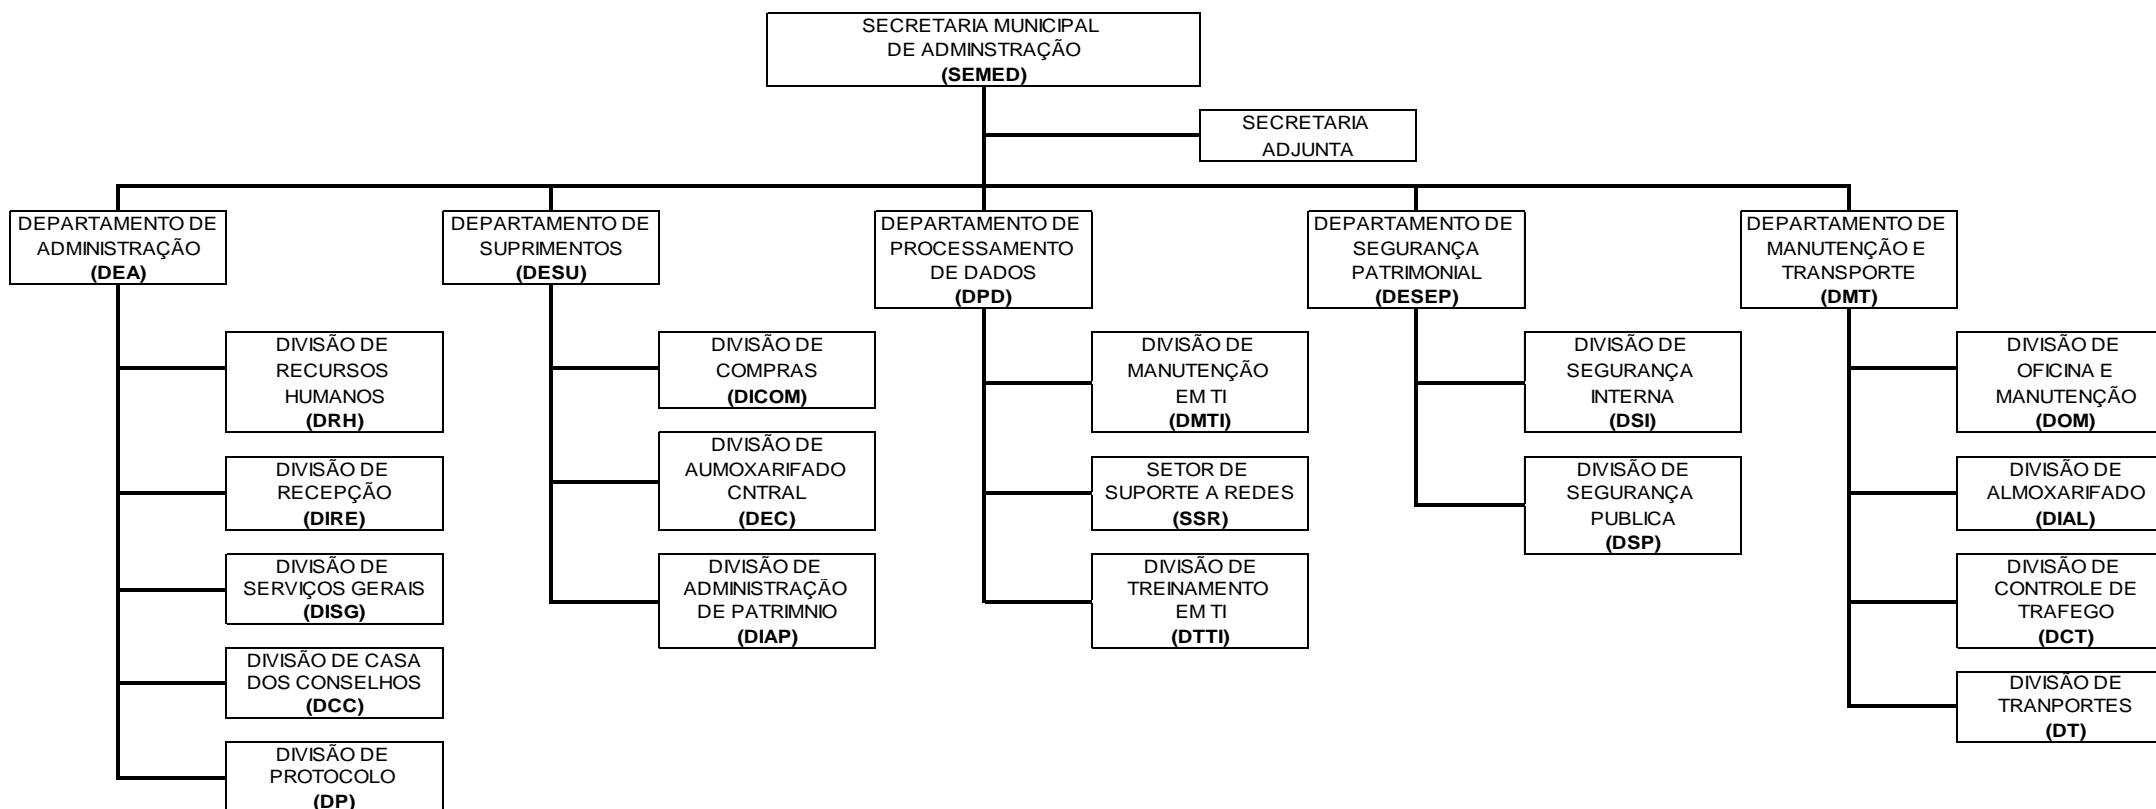 SECRETARIA MUNICIPAL
DE ADMINSTRAÇÃO
(SEMED)
SECRETARIA
ADJUNTA
DEPARTAMENTO DE
ADMINISTRAÇÃO
(DEA)
DEPARTAMENTO DE
SUPRIMENTOS
(DESU)
DEPARTAMENTO DE
PROCESSAMENTO
DE DADOS
(DPD)
DEPARTAMENTO DE
SEGURANÇA
PATRIMONIAL
(DESEP)
DEPARTAMENTO DE
MANUTENÇÃO E
TRANSPORTE
(DMT)
DIVISÃO DE
RECURSOS
HUMANOS
(DRH)
DIVISÃO DE
RECEPÇÃO
(DIRE)
DIVISÃO DE
SERVIÇOS GERAIS
(DISG)
DIVISÃO DE CASA
DOS CONSELHOS
(DCC)
DIVISÃO DE
PROTOCOLO
(DP)
DIVISÃO DE
COMPRAS
(DICOM)
DIVISÃO DE
AUMOXARIFADO
CNTRAL
(DEC)
DIVISÃO DE
ADMINISTRAÇÃO
DE PATRIMNIO
(DIAP)
DIVISÃO DE
MANUTENÇÃO
EM TI
(DMTI)
SETOR DE
SUPORTE A REDES
(SSR)
DIVISÃO DE
TREINAMENTO
EM TI
(DTTI)
DIVISÃO DE
SEGURANÇA
INTERNA
(DSI)
DIVISÃO DE
SEGURANÇA
PUBLICA
(DSP)
DIVISÃO DE
OFICINA E
MANUTENÇÃO
(DOM)
DIVISÃO DE
ALMOXARIFADO
(DIAL)
DIVISÃO DE
CONTROLE DE
TRAFEGO
(DCT)
DIVISÃO DE
TRANPORTES
(DT)